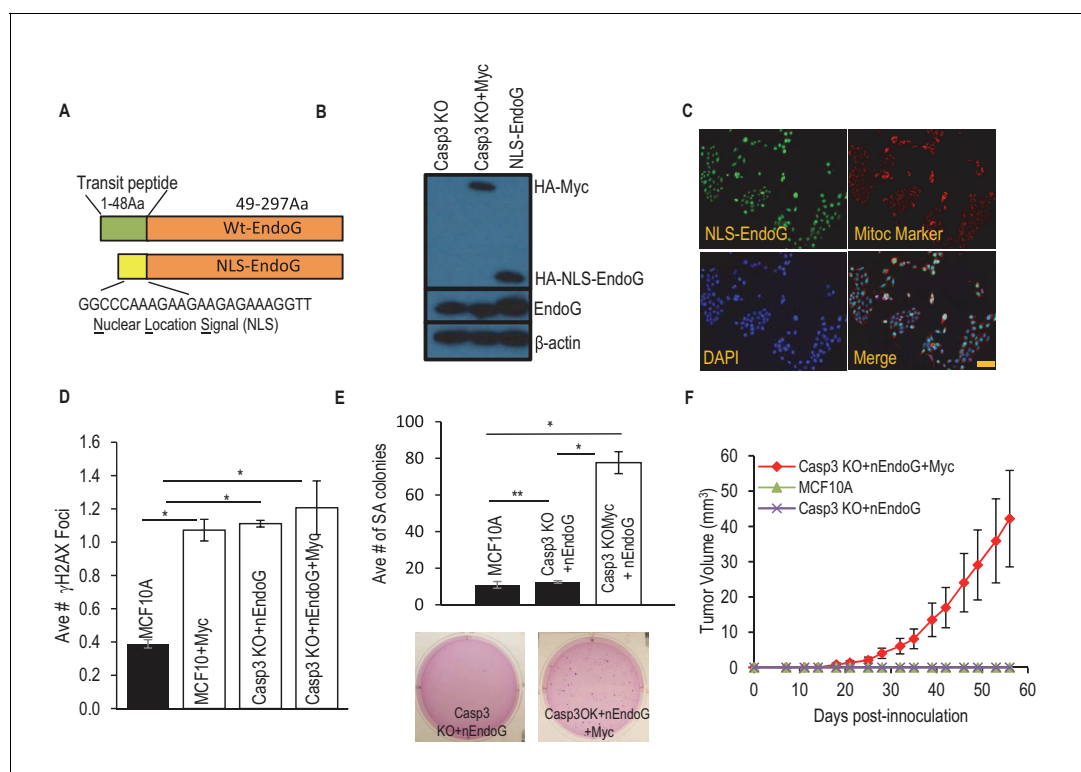 A
Transit peptide
1-48Aa
49-297Aa
Wt-EndoG
NLS-EndoG
GGCCCAAAGAAGAAGAGAAAGGTT
Nuclear Location Signal (NLS)
B
Casp3 KO
Casp3 KO+Myc
NLS-EndoG
HA-Myc
HA-NLS-EndoG
EndoG
β-actin
C
NLS-EndoG
Mitoc Marker
DAPI
Merge
D
Ave # γH2AX Foci
1.6
1.4
1.2
1.0
0.8
0.6
0.4
0.2
0.0
*
*
*
MCF10A
MCF10+Myc
Casp3 KO+nEndoG
Casp3 KO+nEndoG+Myc
E
Ave # of SA colonies
100
80
60
40
20
0
*
*
**
MCF10A
Casp3 KO
+nEndoG
Casp3 KOMyc
+ nEndoG
Casp3
KO+nEndoG
Casp3OK+nEndoG
+Myc
F
Tumor Volume (mm³)
60
50
40
30
20
10
0
Casp3 KO+nEndoG+Myc
MCF10A
Casp3 KO+nEndoG
0 10 20 30 40 50 60
Days post-innoculation